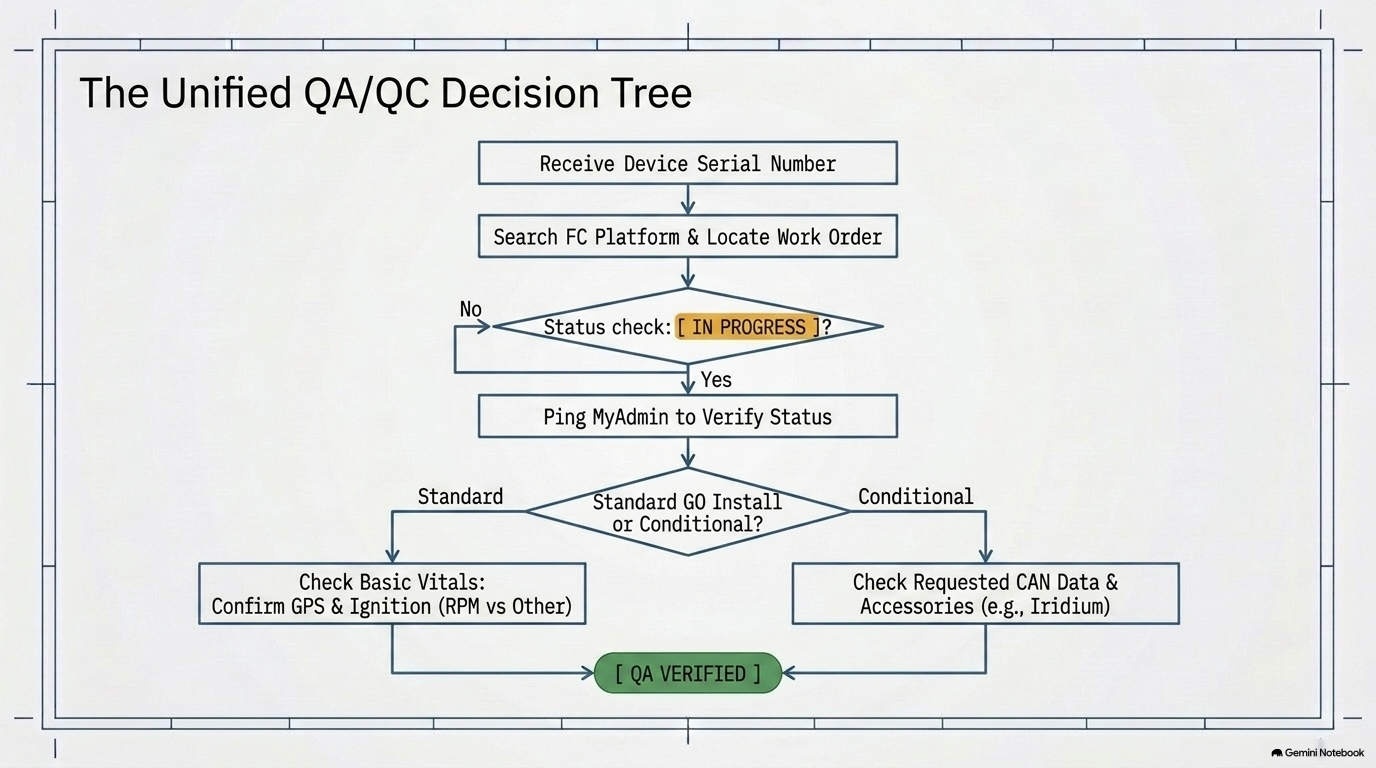 The Unified QA/QC Decision Tree
Receive Device Serial Number
Search FC Platform & Locate Work Order
No
Status check: [ IN PROGRESS ]?
Yes
Ping MyAdmin to Verify Status
Standard
Standard GO Install
or Conditional?
Conditional
Check Basic Vitals:
Confirm GPS & Ignition (RPM vs Other)
Check Requested CAN Data &
Accessories (e.g., Iridium)
[ QA VERIFIED ]
Gemini Notebook